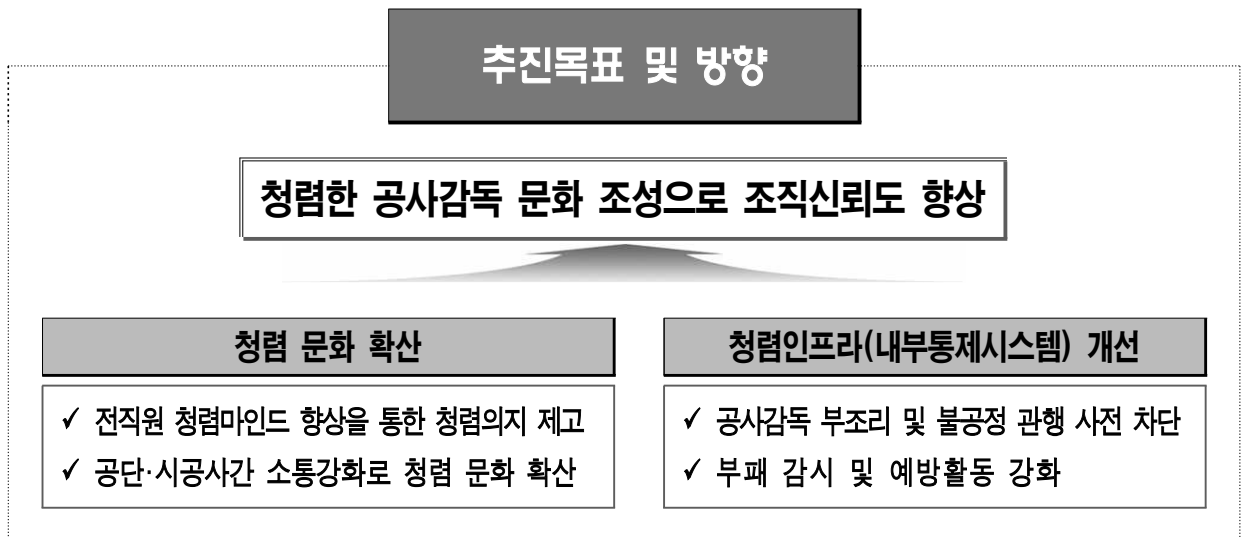 추진목표 및 방향
청렴한 공사감독 문화 조성으로 조직신뢰도 향상
청렴 문화 확산
✓ 전직원 청렴마인드 향상을 통한 청렴의지 제고
✓ 공단·시공사간 소통강화로 청렴 문화 확산
청렴인프라(내부통제시스템) 개선
✓ 공사감독 부조리 및 불공정 관행 사전 차단
✓ 부패 감시 및 예방활동 강화